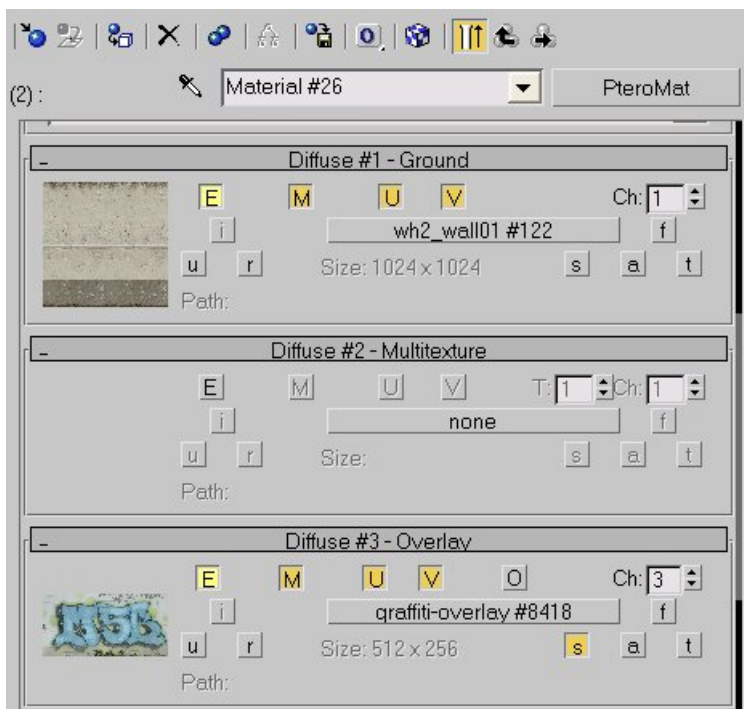 (2) : Material #26 PteroMat
- Diffuse #1 - Ground
E M U V Ch: 1
i wh2_wall01 #122 f
u r Size: 1024 x 1024 s a t
Path:
- Diffuse #2 - Multitexture
E M U V T: 1 Ch: 1
i none f
u r Size: s a t
Path:
- Diffuse #3 - Overlay
E M U V O Ch: 3
i graffiti-overlay #8418 f
u r Size: 512 x 256 s a t
Path: